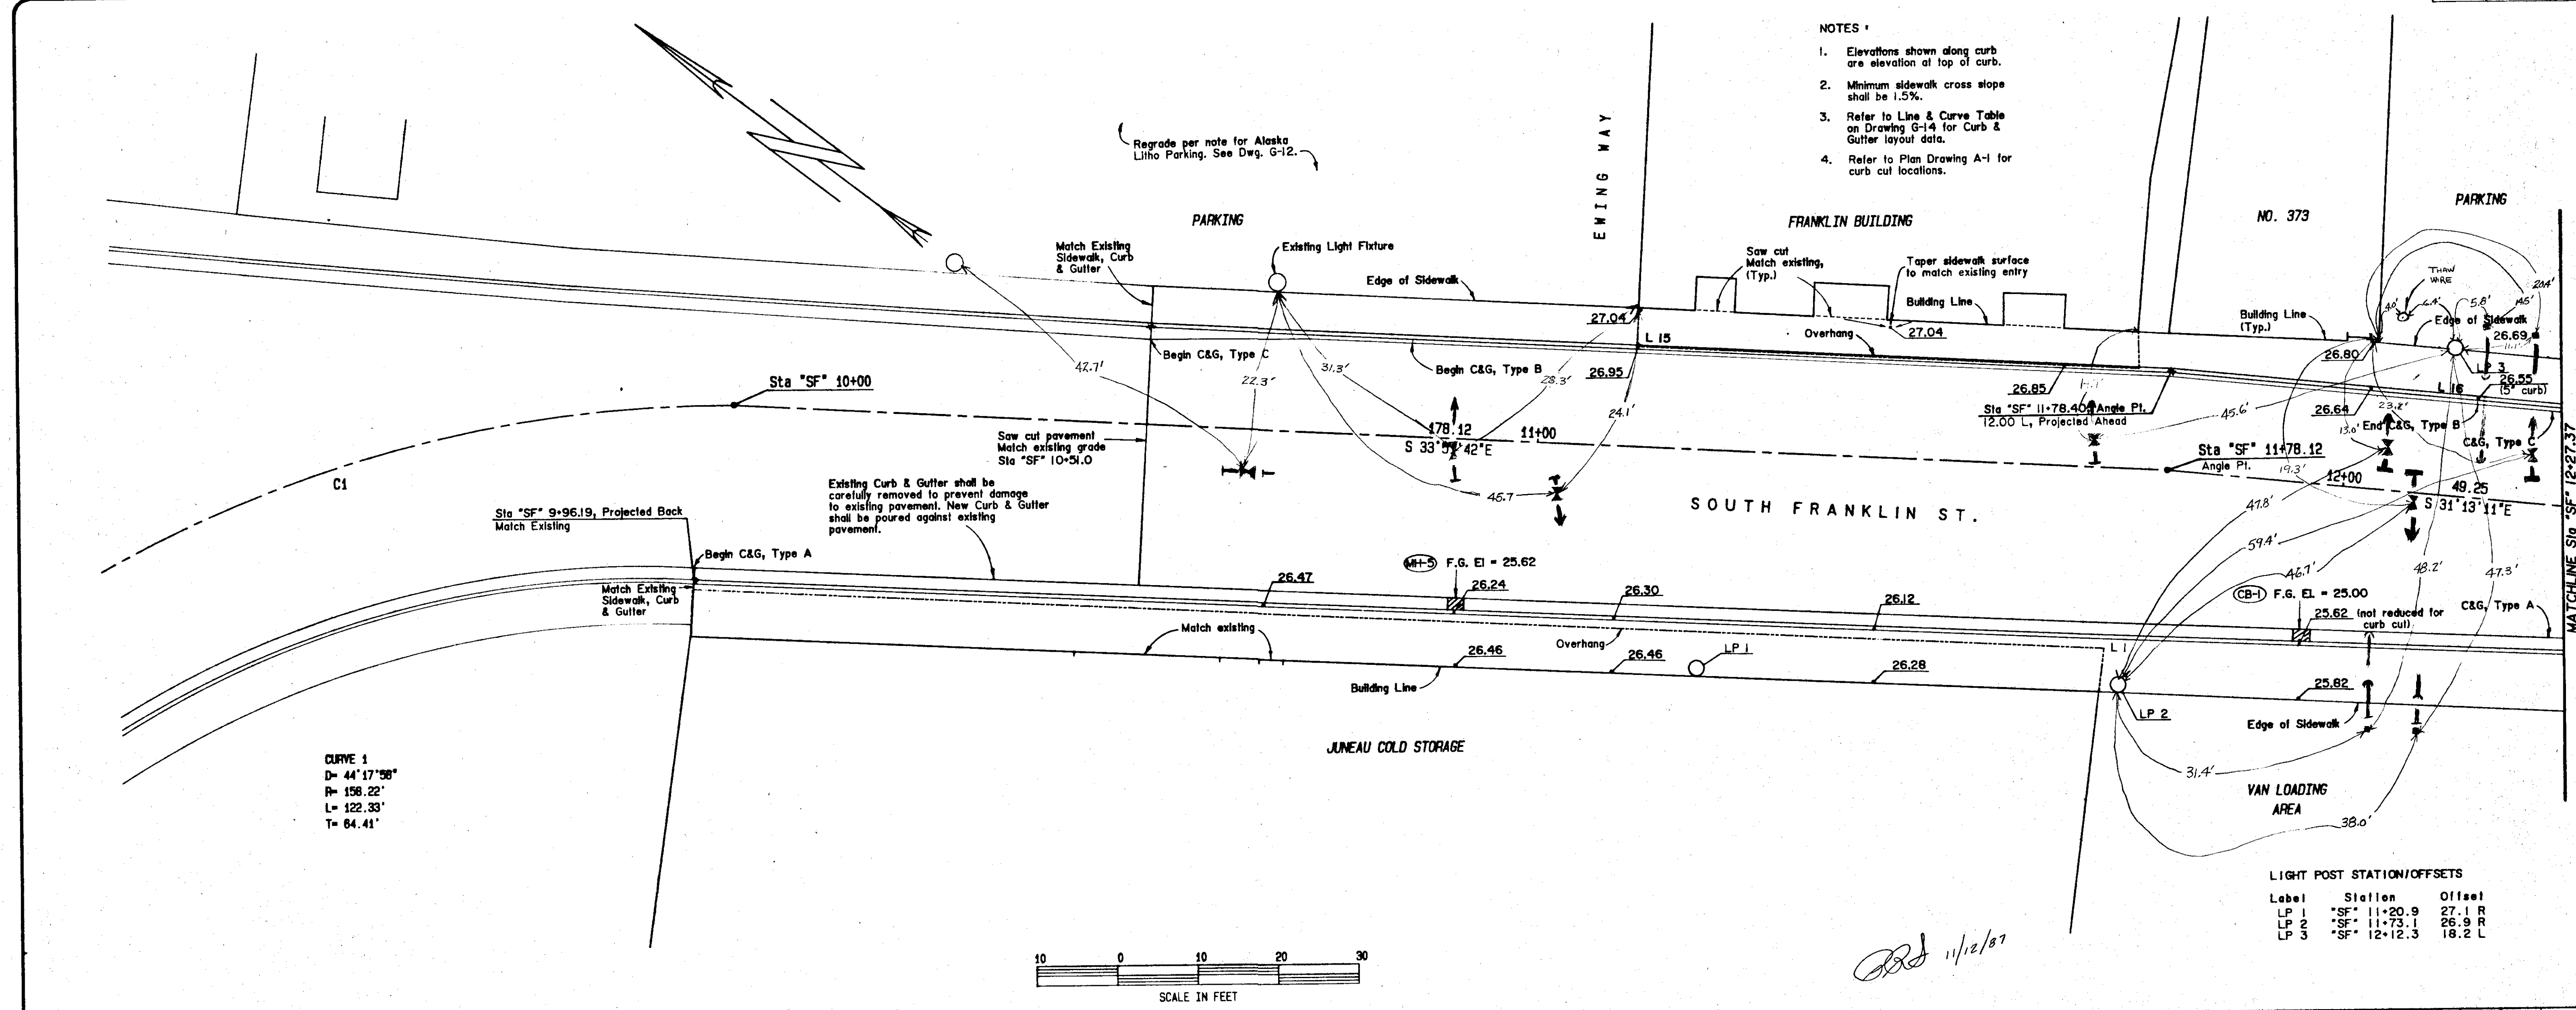 NOTES :
1. Elevations shown along curb
are elevation at top of curb.
2. Minimum sidewalk cross slope
shall be 1.5%.
3. Refer to Line & Curve Table
on Drawing G-14 for Curb &
Gutter layout data.
4. Refer to Plan Drawing A-1 for
curb cut locations.
Regrade per note for Alaska
Litho Parking. See Dwg. G-12.
EWING WAY
PARKING
FRANKLIN BUILDING
NO. 373
PARKING
Match Existing
Sidewalk, Curb
& Gutter
Existing Light Fixture
Edge of Sidewalk
Saw cut
Match existing,
(Typ.)
Taper sidewalk surface
to match existing entry
Building Line
THAW
WIRE
20.4'
4.0'
6.4'
5.8'
14.5'
Building Line
(Typ.)
Edge of Sidewalk
27.04
27.04
Overhang
L 15
26.69
11.1'
26.80
LP 3
Begin C&G, Type C
Begin C&G, Type B
42.7'
22.3'
31.3'
28.3'
26.95
24.1'
26.85
L 16
26.55
(5" curb)
Sta "SF" 10+00
Sta "SF" 11+78.40, Angle Pt.
12.00 L, Projected Ahead
45.6'
26.64
23.2'
13.0'
End C&G, Type B
C&G, Type C
178.12
11+00
Saw cut pavement
Match existing grade
Sta "SF" 10+51.0
Sta "SF" 11+78.12
Angle Pt.
19.3'
12+00
49.25
S 31°13'11"E
C1
45.7
Existing Curb & Gutter shall be
carefully removed to prevent damage
to existing pavement. New Curb & Gutter
shall be poured against existing
pavement.
SOUTH FRANKLIN ST.
47.8'
59.4'
46.7'
48.2'
47.3'
Sta "SF" 9+96.19, Projected Back
Match Existing
Begin C&G, Type A
MH-5 F.G. El = 25.62
26.47
26.24
26.30
26.12
CB-1 F.G. EL = 25.00
25.62 (not reduced for
curb cut)
C&G, Type A
MATCHLINE Sta "SF" 12+27.37
Match Existing
Sidewalk, Curb
& Gutter
Match existing
Overhang
L 1
26.46
26.46
LP 1
26.28
25.82
Building Line
LP 2
Edge of Sidewalk
JUNEAU COLD STORAGE
31.4'
38.0'
VAN LOADING
AREA
CURVE 1
D= 44°17'58"
R= 158.22'
L= 122.33'
T= 64.41'
LIGHT POST STATION/OFFSETS
Label Station Offset
LP 1 "SF" 11+20.9 27.1 R
LP 2 "SF" 11+73.1 26.9 R
LP 3 "SF" 12+12.3 18.2 L
11/12/87
10 0 10 20 30
SCALE IN FEET